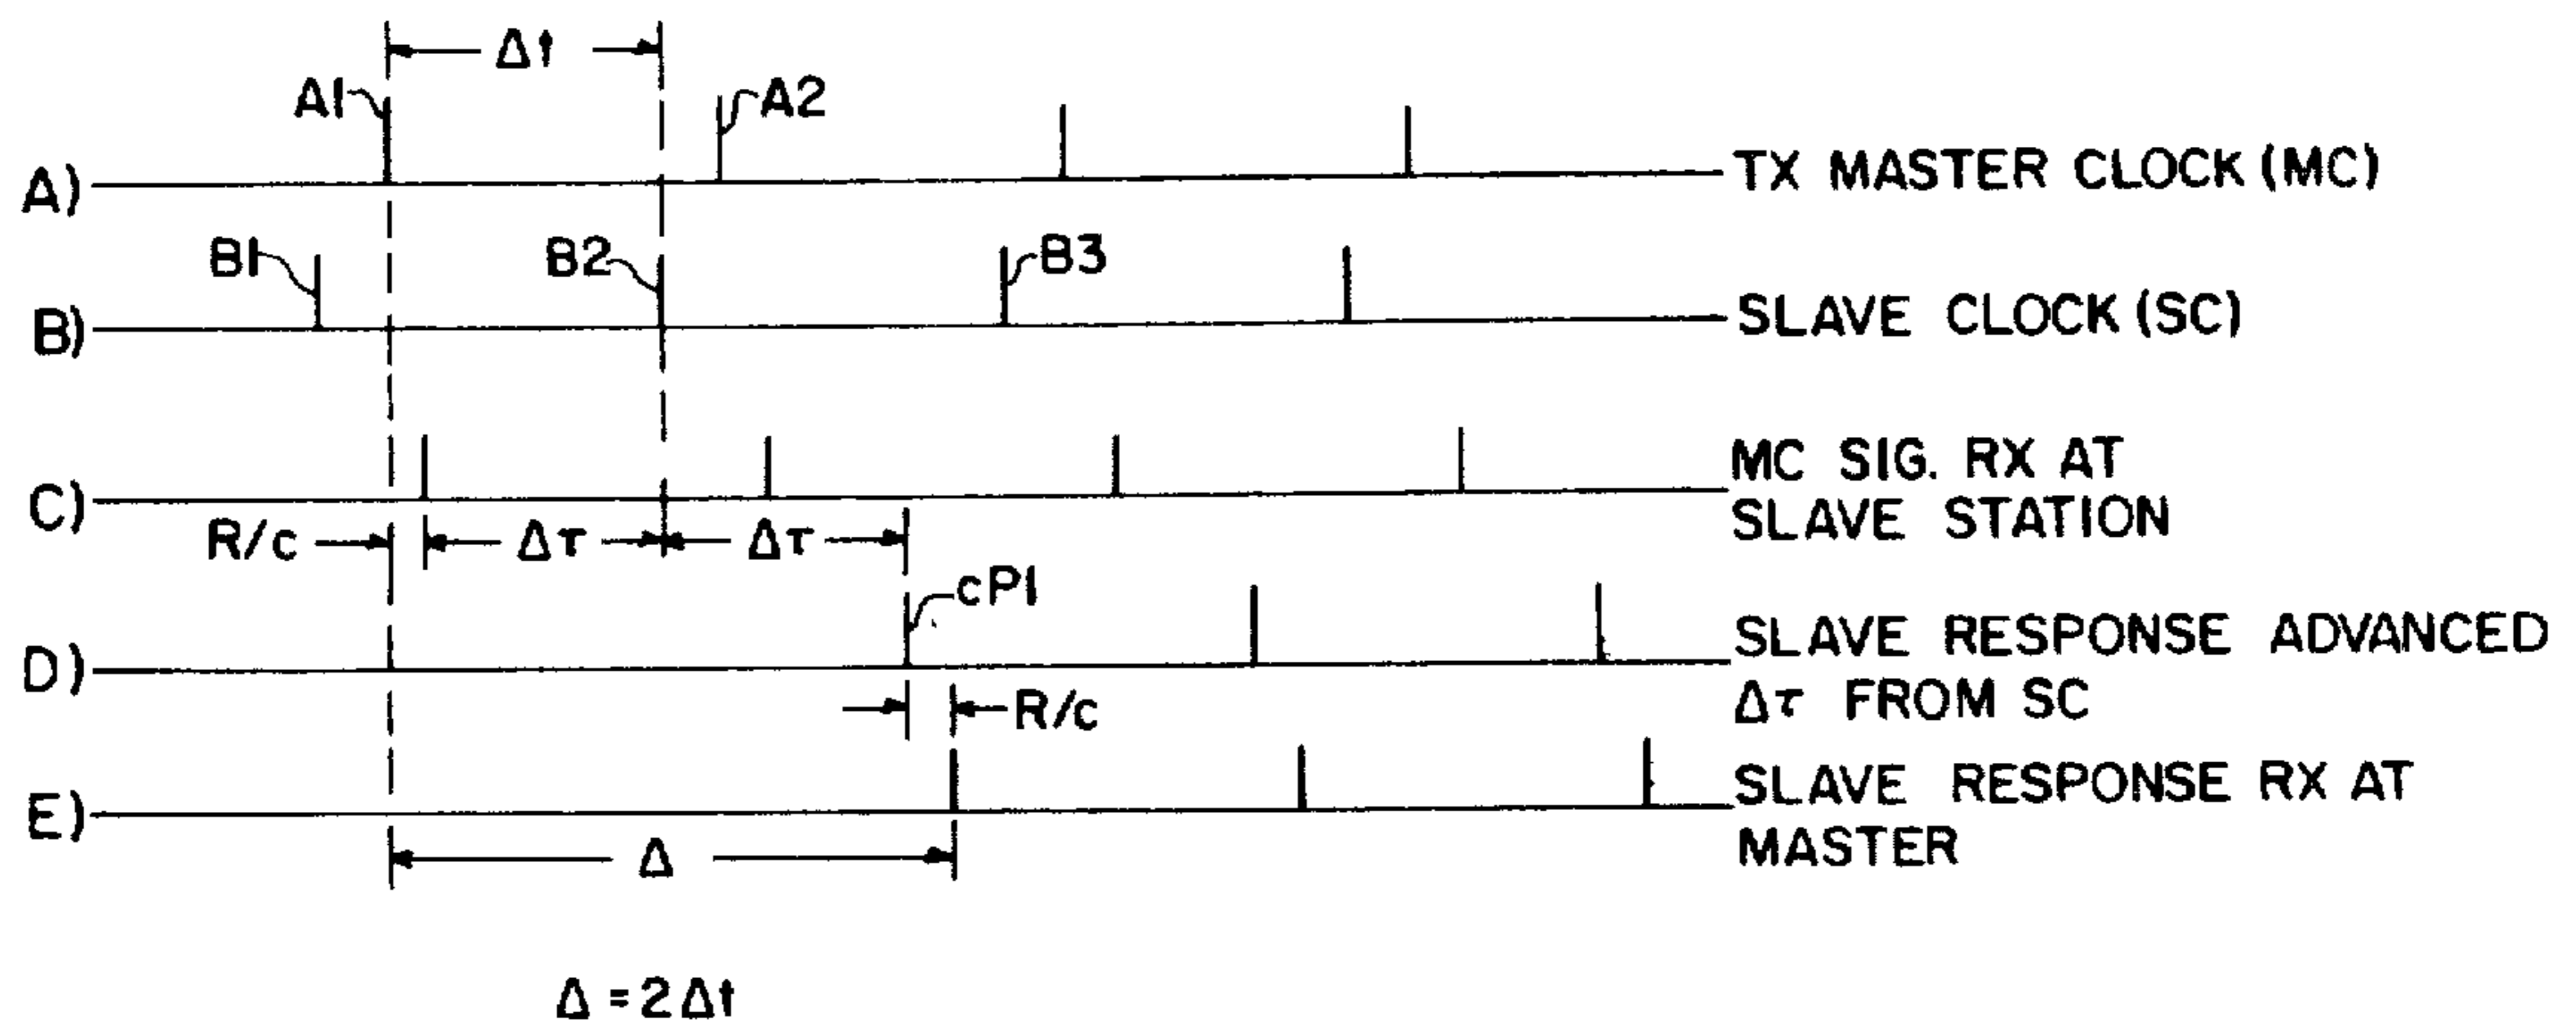 Δt
A1 A2
A) TX MASTER CLOCK (MC)
B1 B2 B3
B) SLAVE CLOCK (SC)
C) MC SIG. RX AT
SLAVE STATION
R/c Δτ Δτ
cP1
D) SLAVE RESPONSE ADVANCED
Δτ FROM SC
R/c
E) SLAVE RESPONSE RX AT
MASTER
Δ
Δ = 2Δt